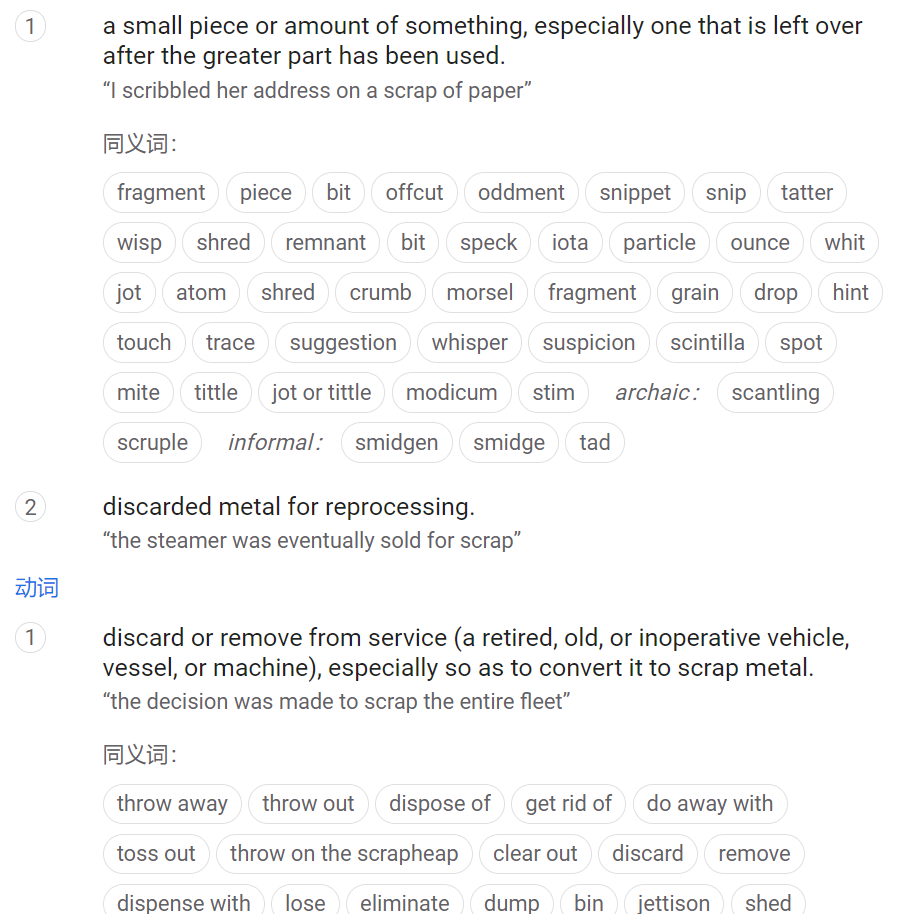 1 a small piece or amount of something, especially one that is left over
after the greater part has been used.
“I scribbled her address on a scrap of paper”
同义词：
fragment piece bit offcut oddment snippet snip tatter
wisp shred remnant bit speck iota particle ounce whit
jot atom shred crumb morsel fragment grain drop hint
touch trace suggestion whisper suspicion scintilla spot
mite tittle jot or tittle modicum stim archaic： scantling
scruple informal： smidgen smidge tad
2 discarded metal for reprocessing.
“the steamer was eventually sold for scrap”
动词
1 discard or remove from service (a retired, old, or inoperative vehicle,
vessel, or machine), especially so as to convert it to scrap metal.
“the decision was made to scrap the entire fleet”
同义词：
throw away throw out dispose of get rid of do away with
toss out throw on the scrapheap clear out discard remove
dispense with lose eliminate dump bin jettison shed